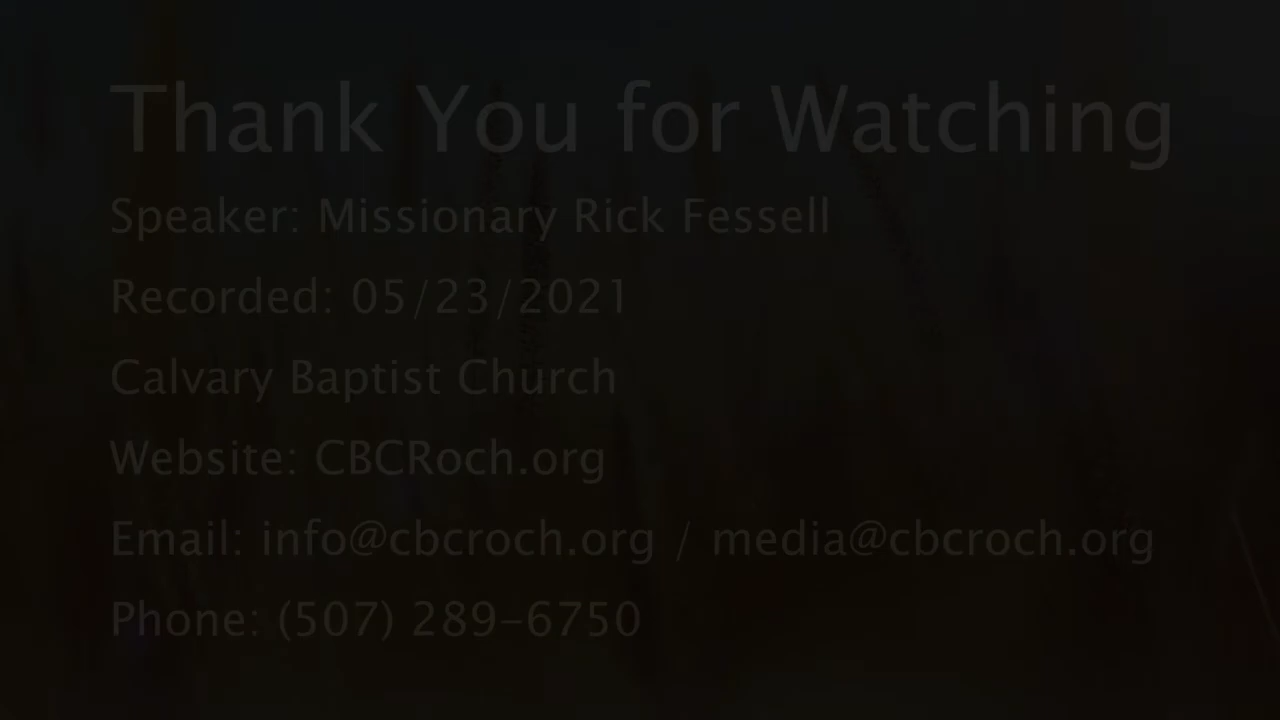 Thank You for Watching
Speaker: Missionary Rick Fessell
Recorded: 05/23/2021
Calvary Baptist Church
Website: CBCRoch.org
Email: info@cbcroch.org / media@cbcroch.org
Phone: (507) 289-6750